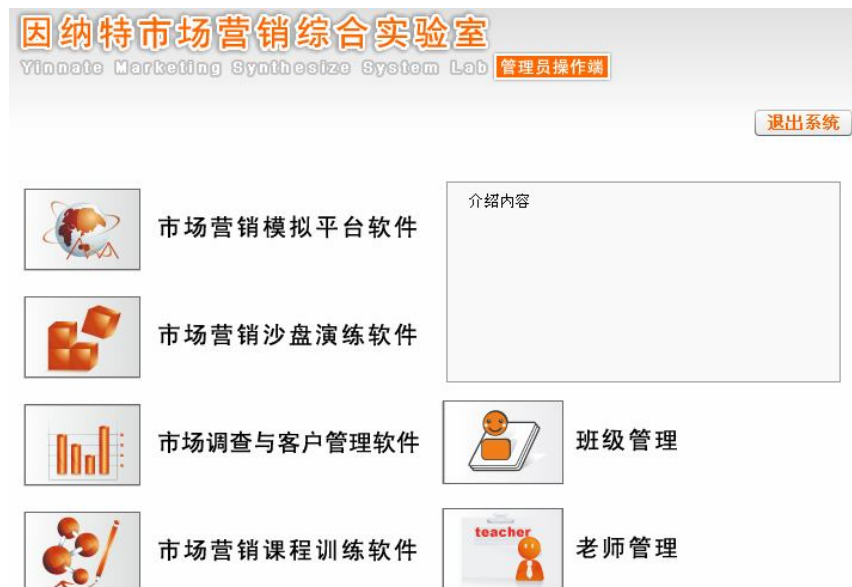 因纳特市场营销综合实验室
Yinnate Marketing Synthesize System Lab 管理员操作端
退出系统
市场营销模拟平台软件
介绍内容
市场营销沙盘演练软件
市场调查与客户管理软件
班级管理
市场营销课程训练软件
teacher
老师管理